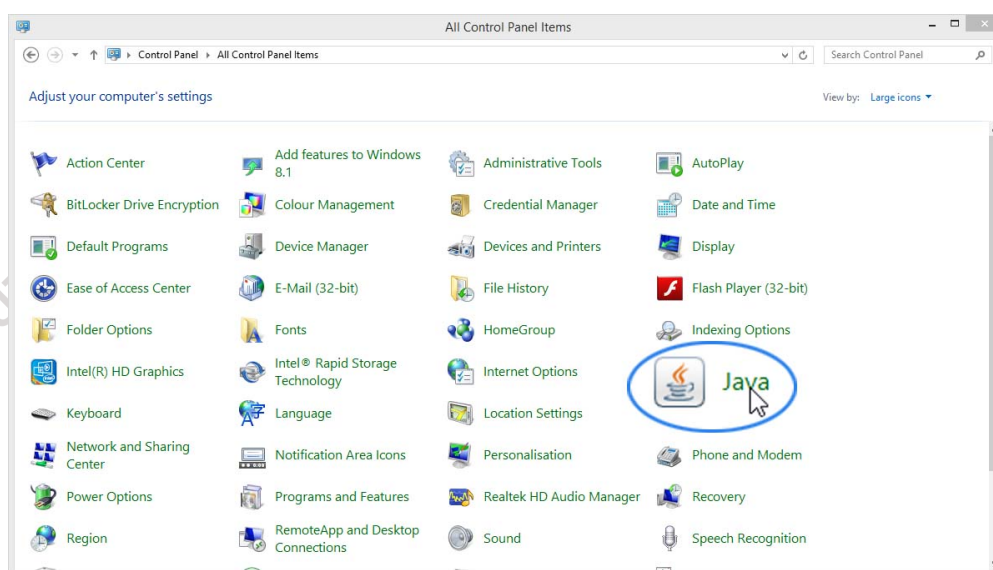 All Control Panel Items
Control Panel All Control Panel Items
Search Control Panel
Adjust your computer's settings
View by: Large icons
Action Center
Add features to Windows
8.1
Administrative Tools
AutoPlay
BitLocker Drive Encryption
Colour Management
Credential Manager
Date and Time
Default Programs
Device Manager
Devices and Printers
Display
Ease of Access Center
E-Mail (32-bit)
File History
Flash Player (32-bit)
Folder Options
Fonts
HomeGroup
Indexing Options
Intel(R) HD Graphics
Intel® Rapid Storage
Technology
Internet Options
Java
Keyboard
Language
Location Settings
Network and Sharing
Center
Notification Area Icons
Personalisation
Phone and Modem
Power Options
Programs and Features
Realtek HD Audio Manager
Recovery
Region
RemoteApp and Desktop
Connections
Sound
Speech Recognition